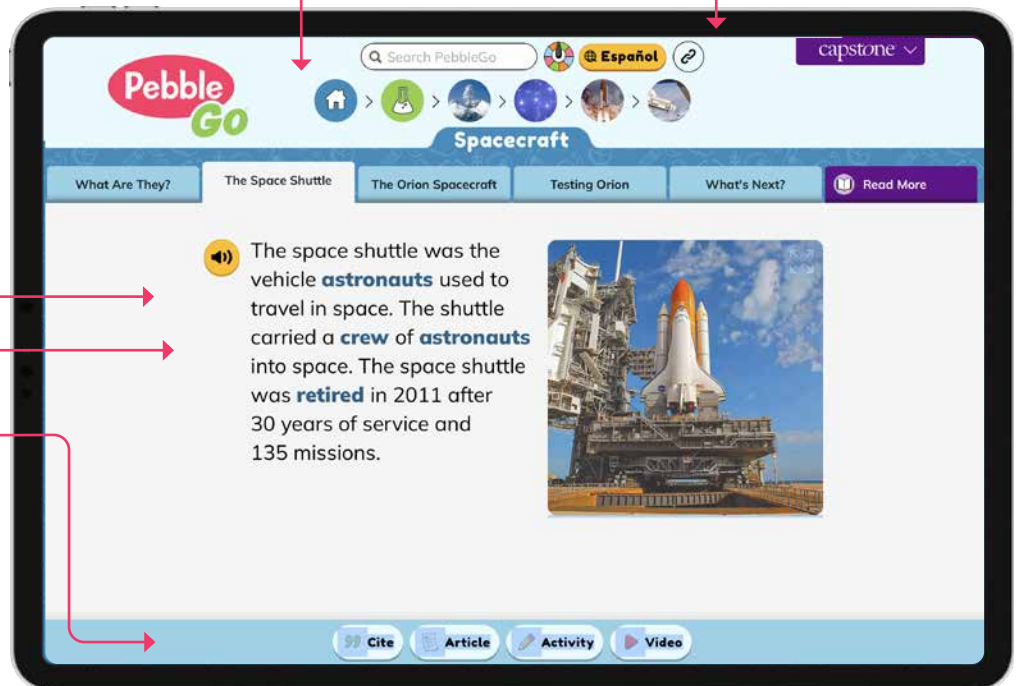 Search PebbleGo
Español
capstone
Pebble
GO
Spacecraft
What Are They?
The Space Shuttle
The Orion Spacecraft
Testing Orion
What's Next?
Read More
The space shuttle was the
vehicle astronauts used to
travel in space. The shuttle
carried a crew of astronauts
into space. The space shuttle
was retired in 2011 after
30 years of service and
135 missions.
Cite
Article
Activity
Video